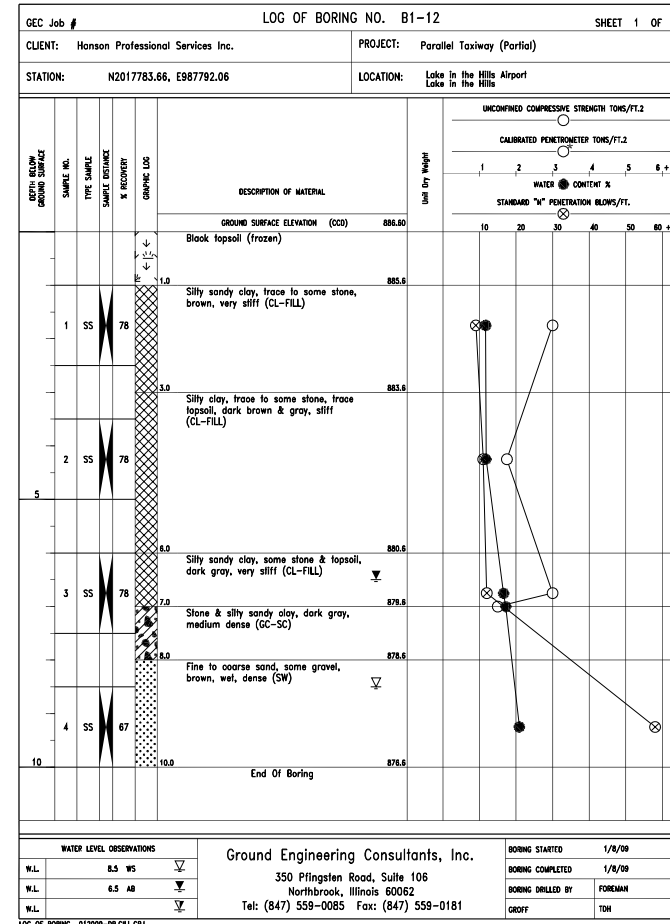 GEC Job #
LOG OF BORING NO. B1-12
SHEET 1 OF
CLIENT: Hanson Professional Services Inc.
PROJECT: Parallel Taxiway (Partial)
STATION: N2017783.66, E987792.06
LOCATION: Lake in the Hills Airport
Lake in the Hills
DEPTH BELOW GROUND SURFACE
SAMPLE NO.
TYPE SAMPLE
SAMPLE DISTANCE
% RECOVERY
GRAPHIC LOG
DESCRIPTION OF MATERIAL
GROUND SURFACE ELEVATION (CCD) 886.60
Unit Dry Weight
UNCONFINED COMPRESSIVE STRENGTH TONS/FT.2
CALIBRATED PENETROMETER TONS/FT.2
1 2 3 4 5 6 +
WATER CONTENT %
STANDARD "N" PENETRATION BLOWS/FT.
10 20 30 40 50 60 +
Black topsoil (frozen)
1.0 885.6
Silty sandy clay, trace to some stone,
brown, very stiff (CL-FILL)
1 SS 78
3.0 883.6
Silty clay, trace to some stone, trace
topsoil, dark brown & gray, stiff
(CL-FILL)
2 SS 78
5
6.0 880.6
Silty sandy clay, some stone & topsoil,
dark gray, very stiff (CL-FILL)
3 SS 78
7.0 879.6
Stone & silty sandy clay, dark gray,
medium dense (GC-SC)
8.0 878.6
Fine to coarse sand, some gravel,
brown, wet, dense (SW)
4 SS 67
10 10.0 876.6
End Of Boring
WATER LEVEL OBSERVATIONS
W.L. 8.5 WS
W.L. 6.5 AB
W.L.
Ground Engineering Consultants, Inc.
350 Pfingsten Road, Suite 106
Northbrook, Illinois 60062
Tel: (847) 559-0085 Fax: (847) 559-0181
BORING STARTED 1/8/09
BORING COMPLETED 1/8/09
BORING DRILLED BY FOREMAN
GROFF TDH